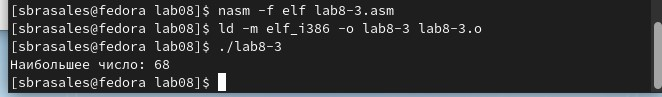 [sbrasales@fedora lab08]$ nasm -f elf lab8-3.asm
[sbrasales@fedora lab08]$ ld -m elf_i386 -o lab8-3 lab8-3.o
[sbrasales@fedora lab08]$ ./lab8-3
Наибольшее число: 68
[sbrasales@fedora lab08]$